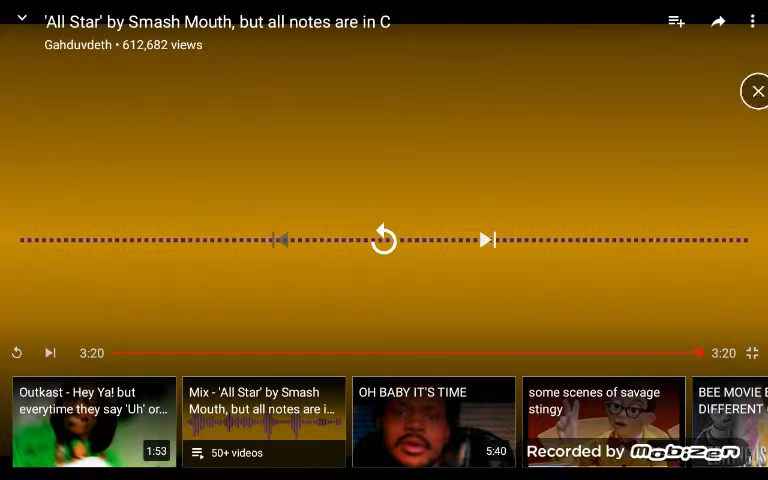 'All Star' by Smash Mouth, but all notes are in C
Gahduvdeth • 612,682 views
3:20
3:20
Outkast - Hey Ya! but
everytime they say 'Uh' or...
1:53
Mix - 'All Star' by Smash
Mouth, but all notes are i...
50+ videos
OH BABY IT'S TIME
5:40
some scenes of savage
stingy
BEE MOVIE
DIFFERENT
Recorded by Mobizen